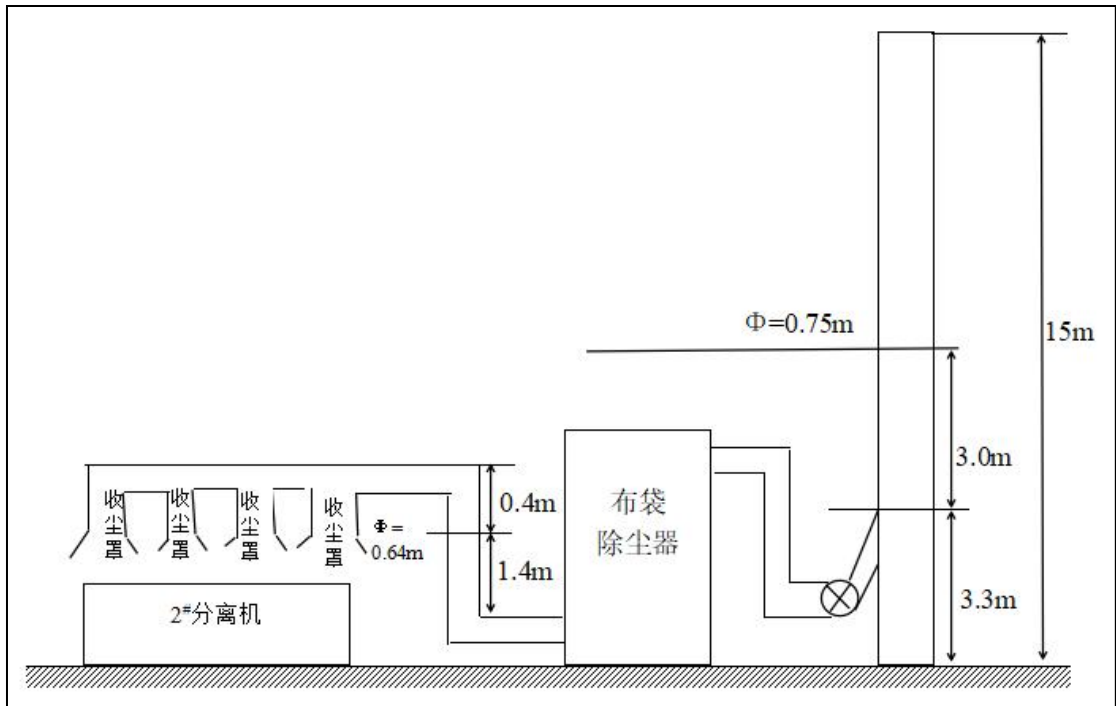 Φ=0.75m
15m
3.0m
0.4m
布袋
除尘器
收尘罩
收尘罩
收尘罩
收尘罩
Φ=
0.64m
1.4m
3.3m
2#分离机